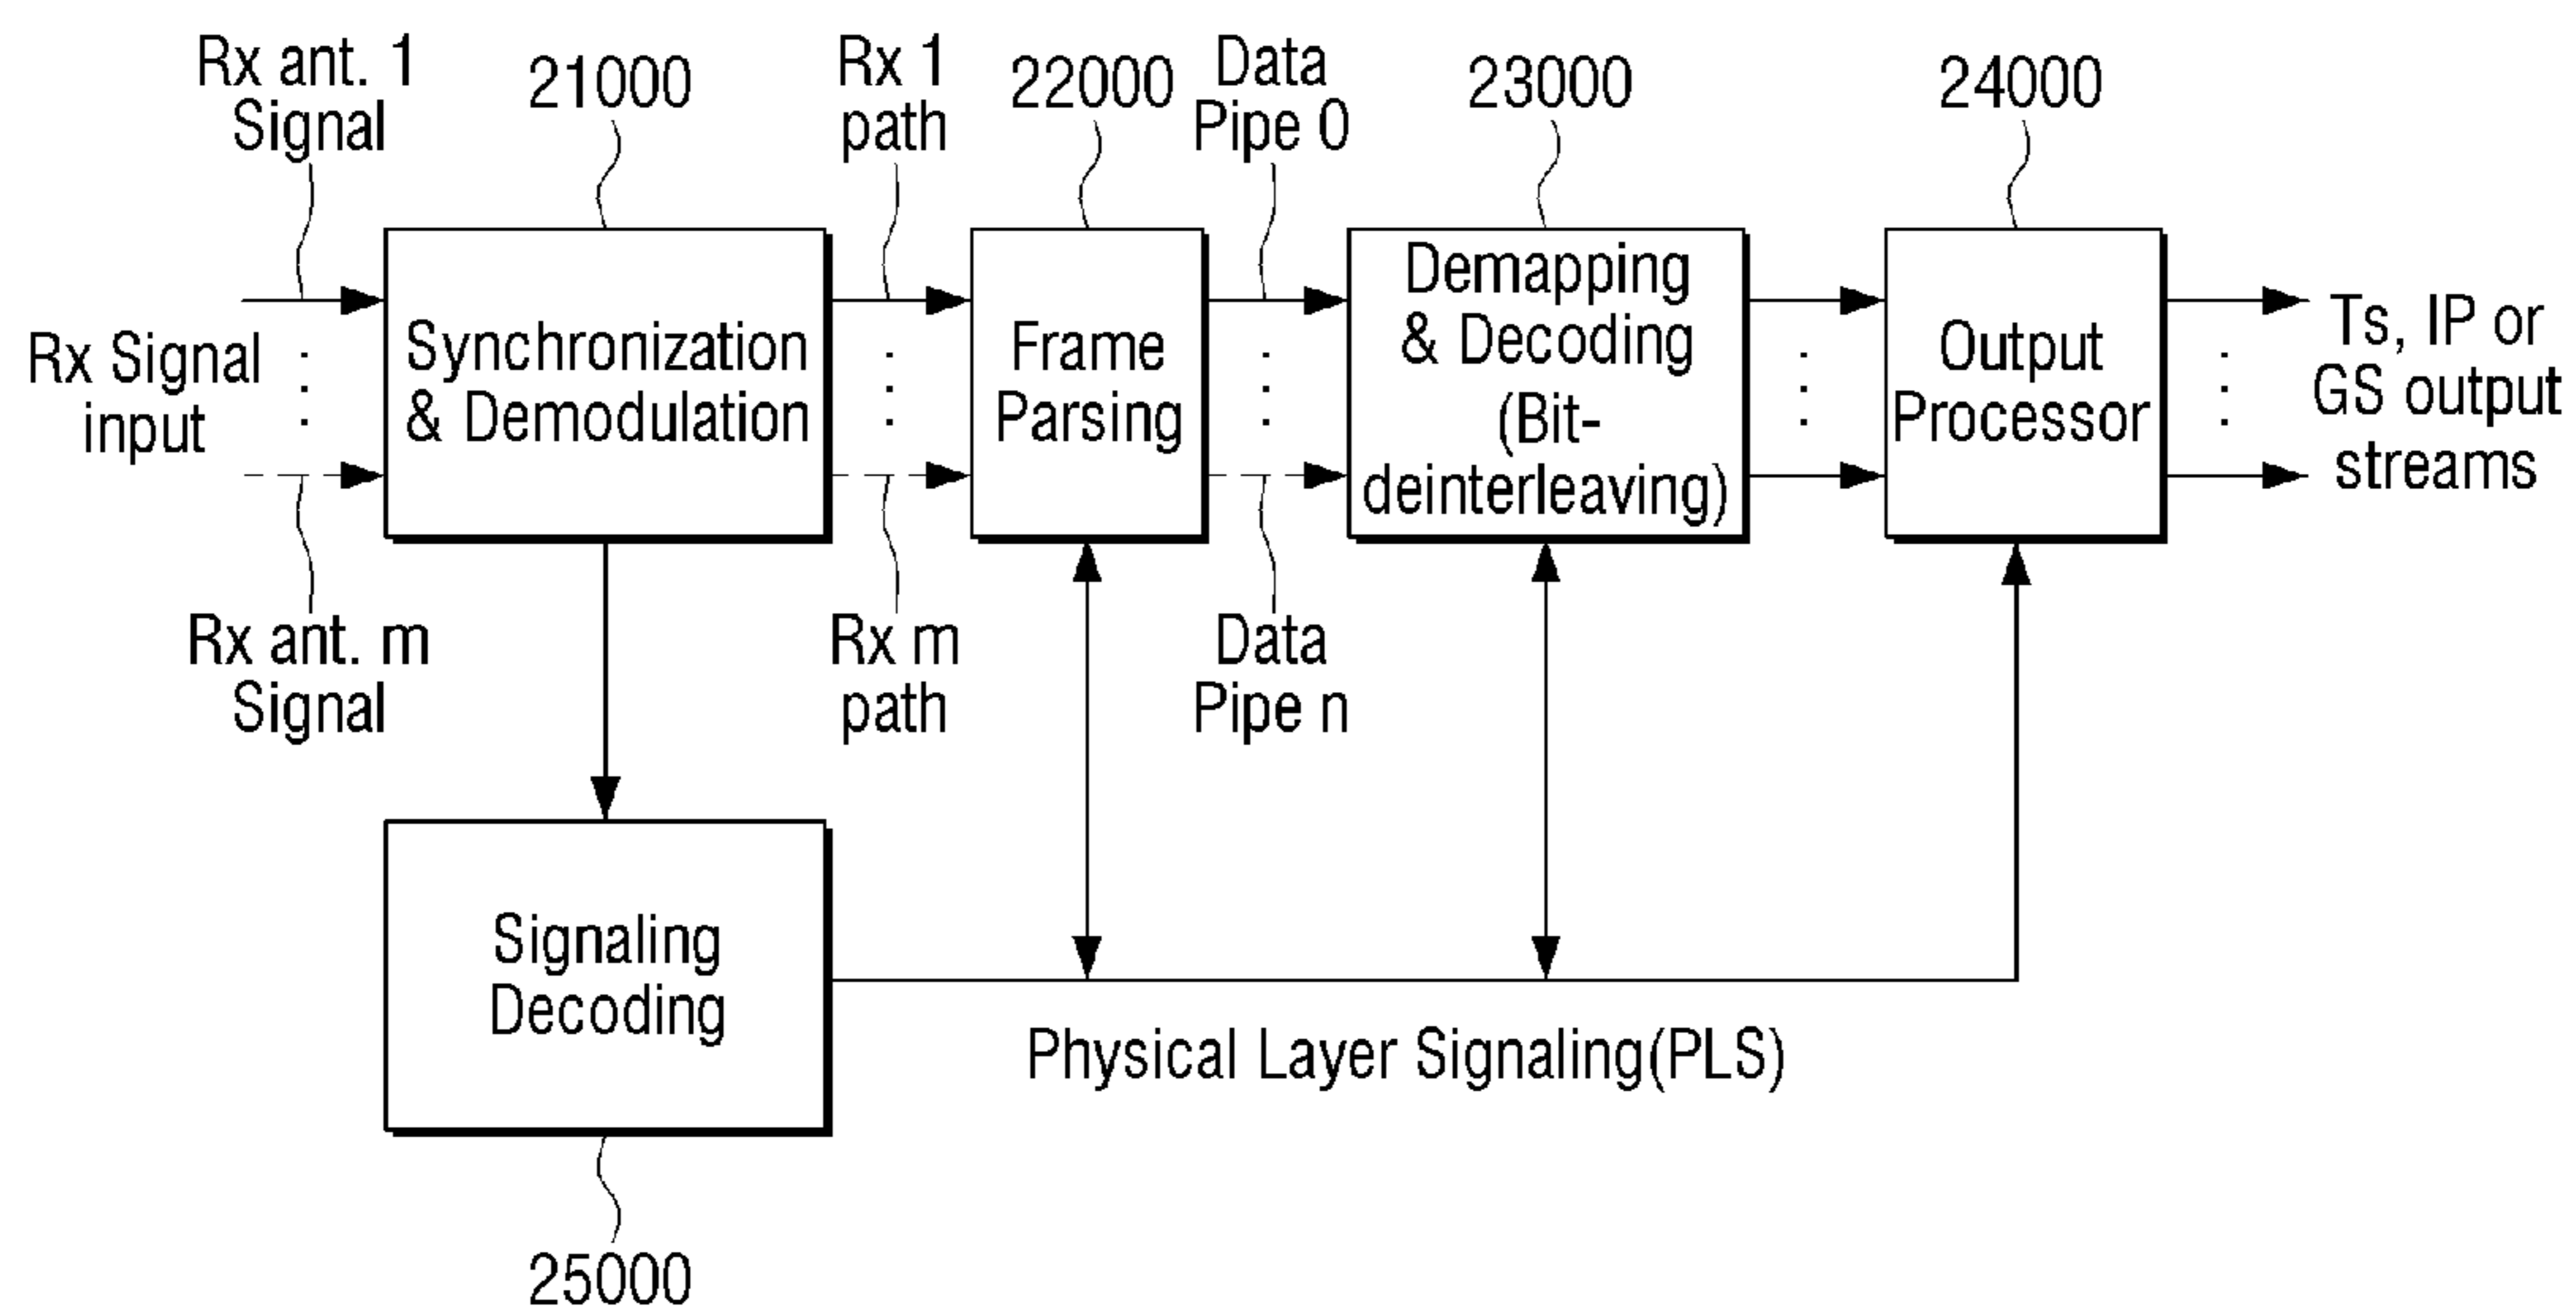 Rx ant. 1
Signal
21000
Rx 1
path
22000
Data
Pipe 0
23000
24000
Rx Signal
input
Synchronization
& Demodulation
Frame
Parsing
Demapping
& Decoding
(Bit-
deinterleaving)
Output
Processor
Ts, IP or
GS output
streams
Rx ant. m
Signal
Rx m
path
Data
Pipe n
Signaling
Decoding
Physical Layer Signaling(PLS)
25000